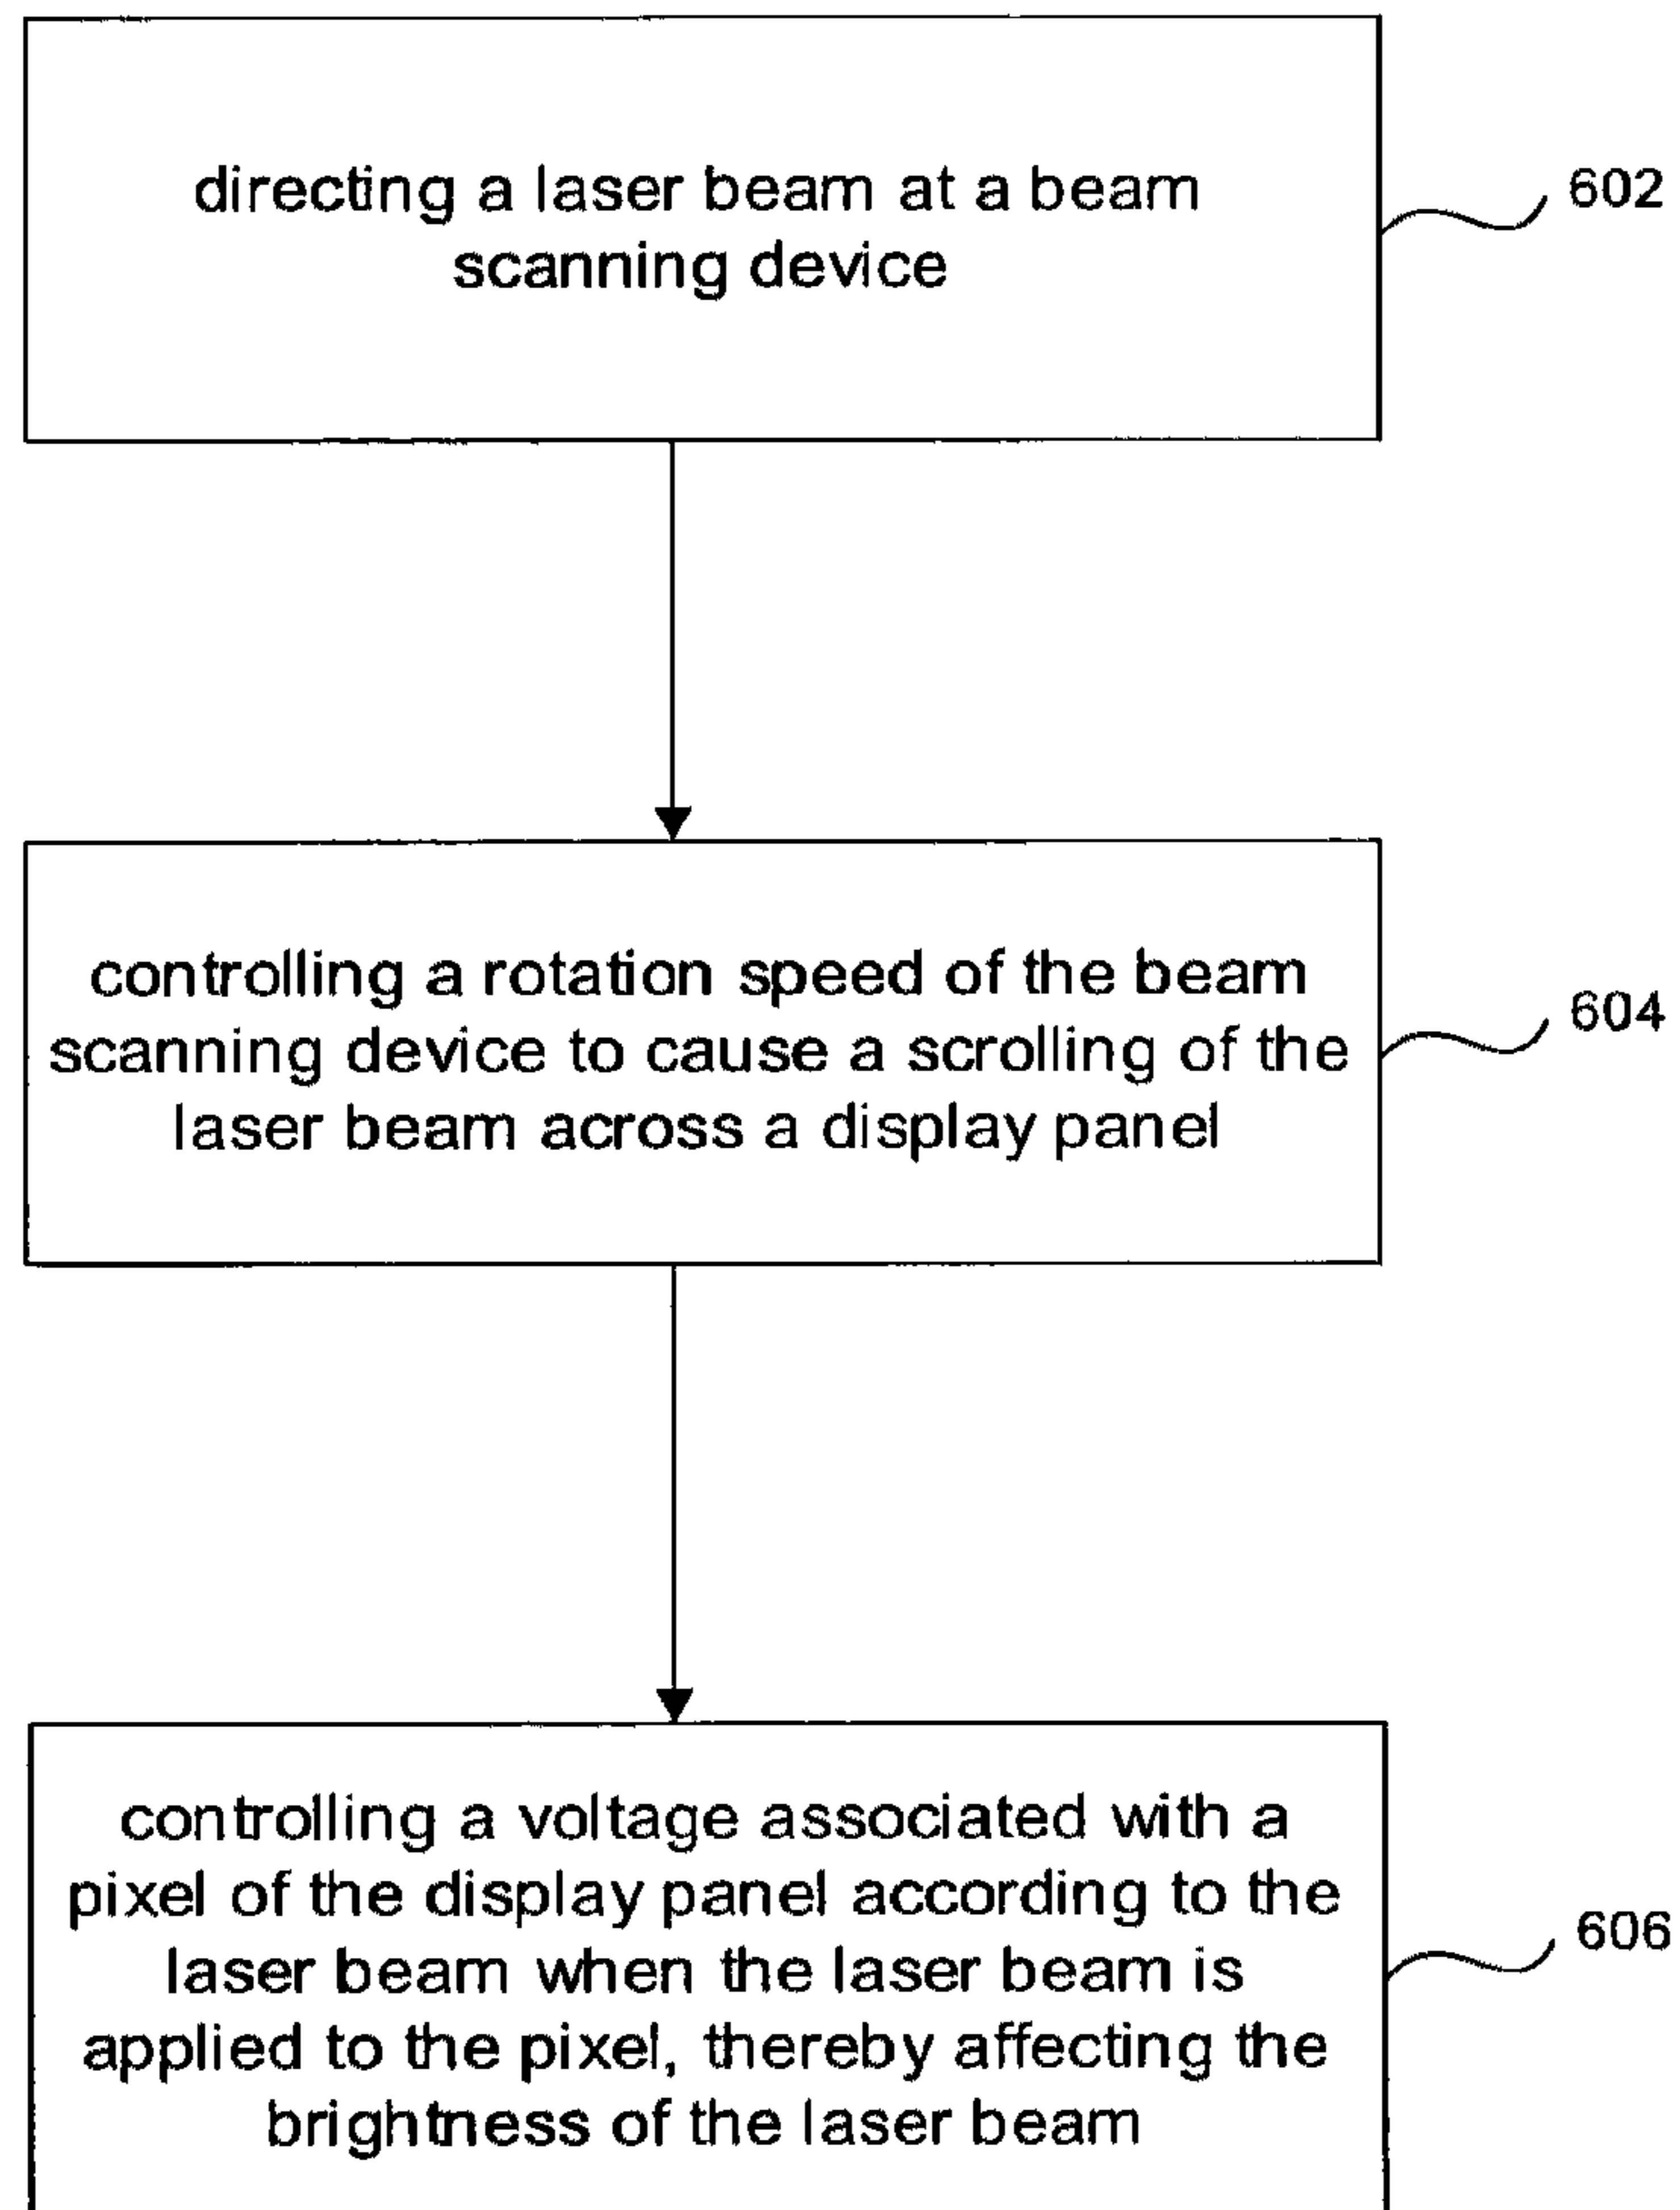 directing a laser beam at a beam
scanning device
602
controlling a rotation speed of the beam
scanning device to cause a scrolling of the
laser beam across a display panel
604
controlling a voltage associated with a
pixel of the display panel according to the
laser beam when the laser beam is
applied to the pixel, thereby affecting the
brightness of the laser beam
606